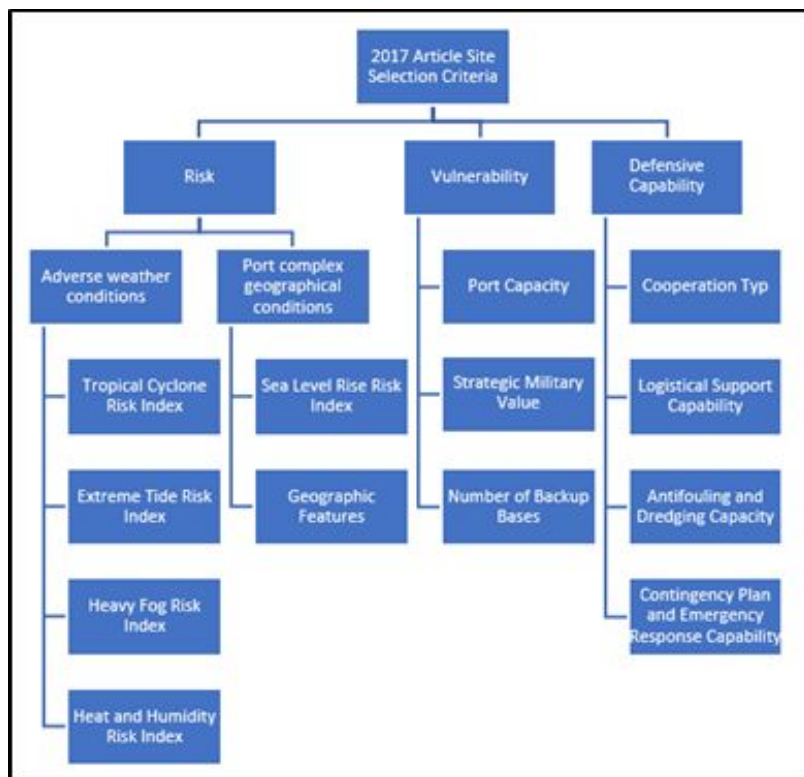 2017 Article Site
Selection Criteria
Risk
Vulnerability
Defensive
Capability
Adverse weather
conditions
Port complex
geographical
conditions
Port Capacity
Cooperation Typ
Tropical Cyclone
Risk Index
Sea Level Rise Risk
Index
Strategic Military
Value
Logistical Support
Capability
Extreme Tide Risk
Index
Geographic
Features
Number of Backup
Bases
Antifouling and
Dredging Capacity
Heavy Fog Risk
Index
Contingency Plan
and Emergency
Response Capability
Heat and Humidity
Risk Index